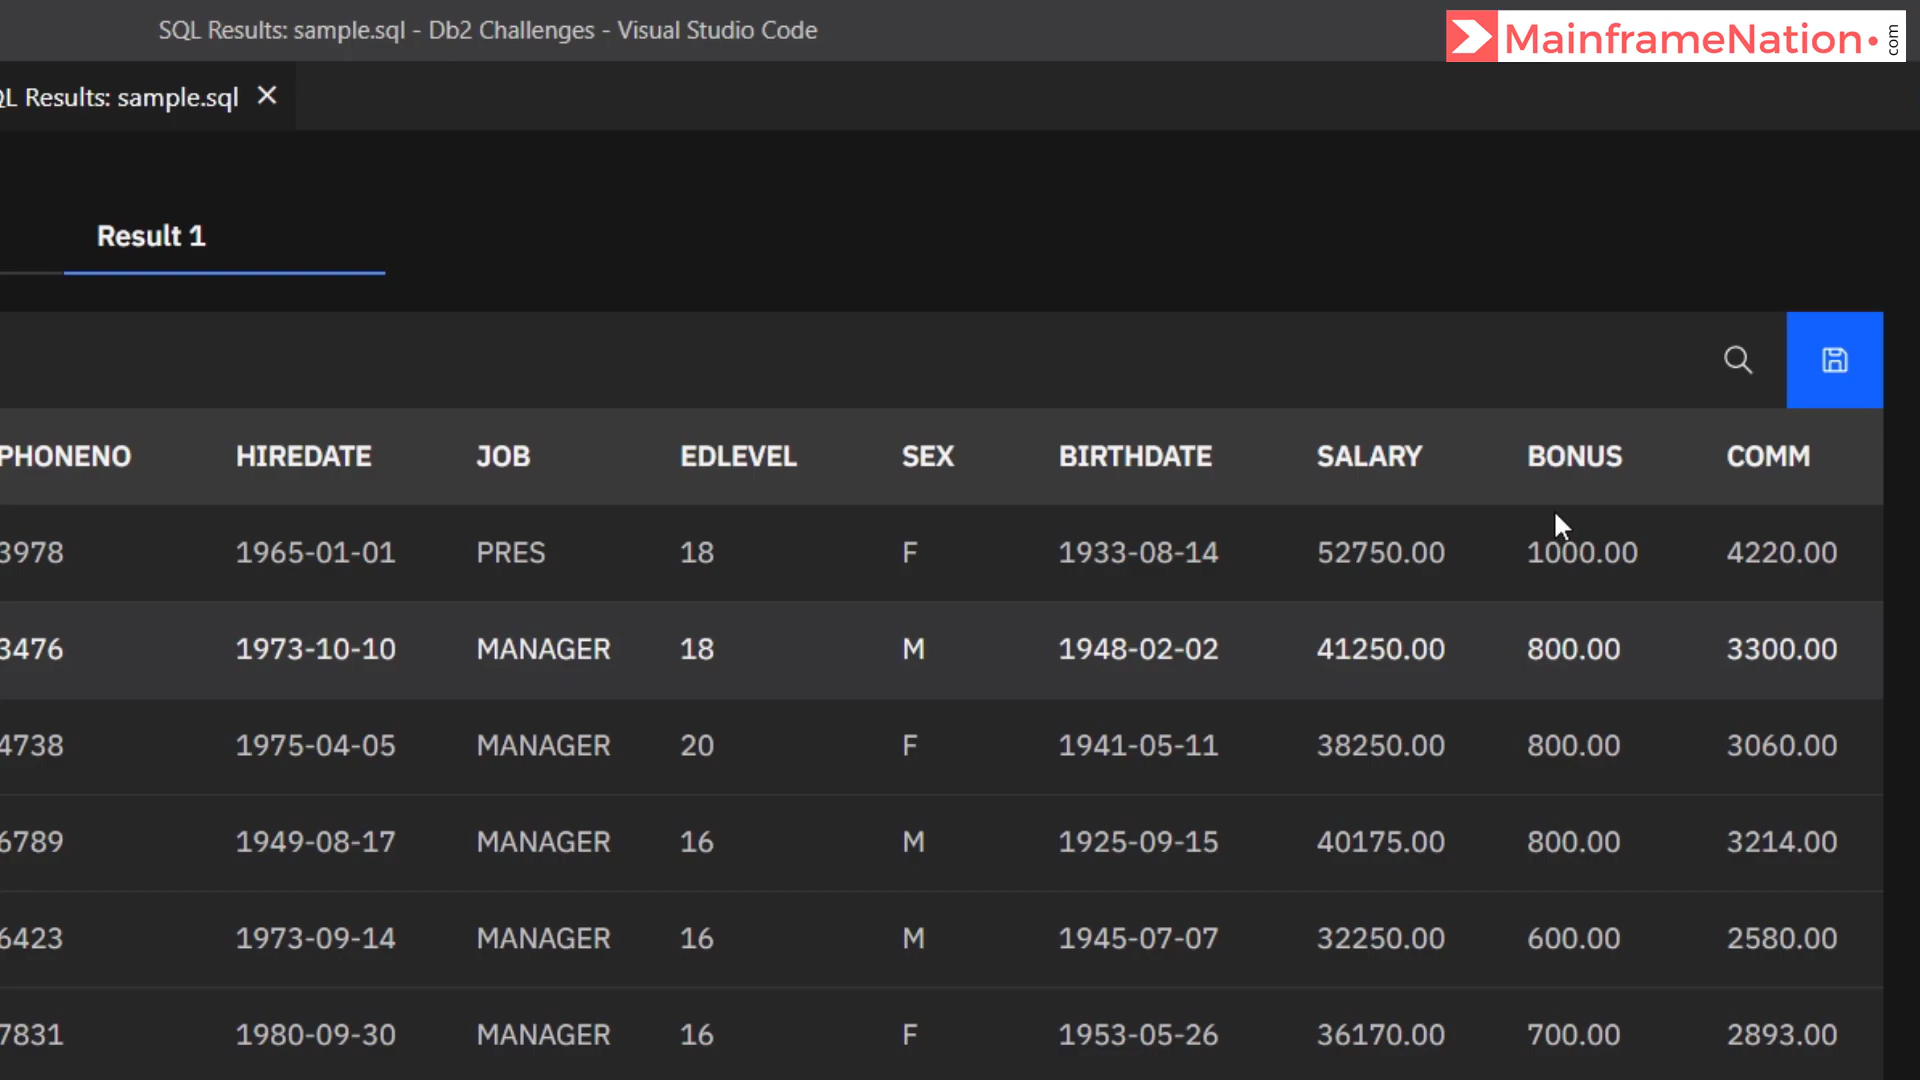 SQL Results: sample.sql - Db2 Challenges - Visual Studio Code
MainframeNation.com
QL Results: sample.sql
Result 1
PHONENO HIREDATE JOB EDLEVEL SEX BIRTHDATE SALARY BONUS COMM
3978 1965-01-01 PRES 18 F 1933-08-14 52750.00 1000.00 4220.00
3476 1973-10-10 MANAGER 18 M 1948-02-02 41250.00 800.00 3300.00
4738 1975-04-05 MANAGER 20 F 1941-05-11 38250.00 800.00 3060.00
6789 1949-08-17 MANAGER 16 M 1925-09-15 40175.00 800.00 3214.00
6423 1973-09-14 MANAGER 16 M 1945-07-07 32250.00 600.00 2580.00
7831 1980-09-30 MANAGER 16 F 1953-05-26 36170.00 700.00 2893.00